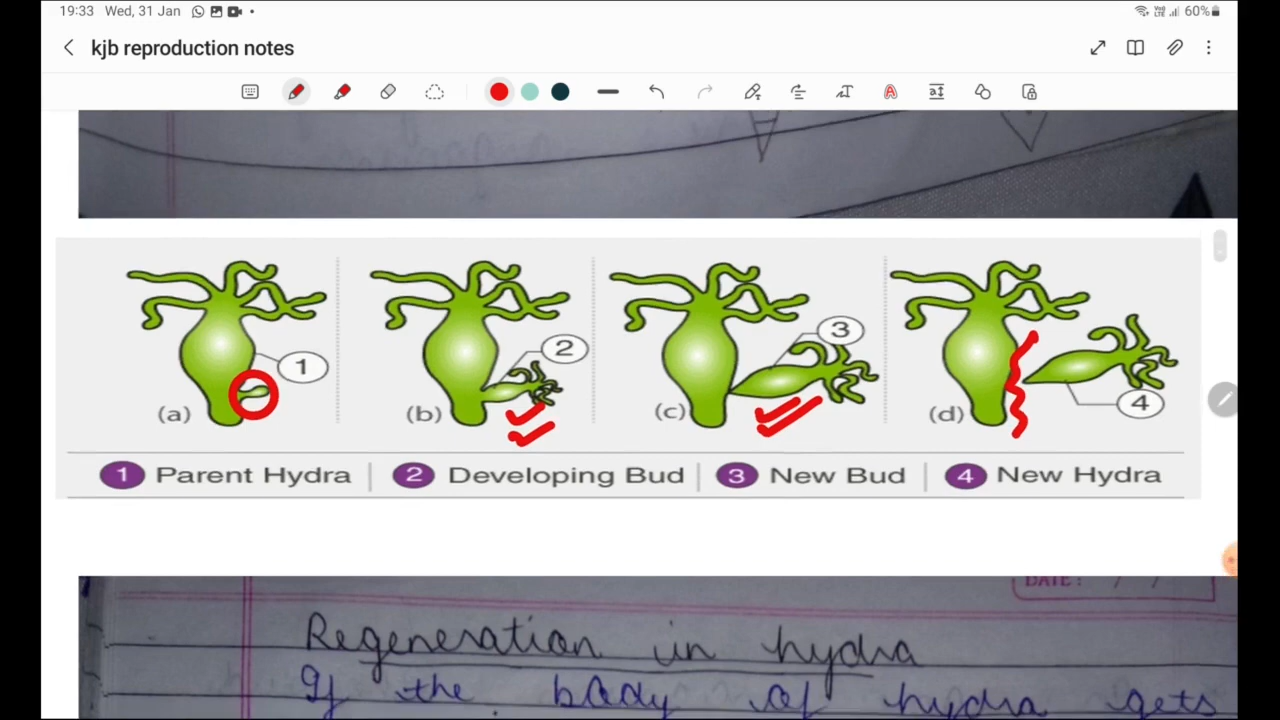 19:33 Wed, 31 Jan
60%
kjb reproduction notes
1
2
3
4
(a)
(b)
(c)
(d)
1 Parent Hydra | 2 Developing Bud | 3 New Bud | 4 New Hydra
DATE: / /
Regeneration in hydra
If the body of hydra gets